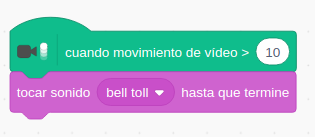 cuando movimiento de vídeo > 10
tocar sonido bell toll hasta que termine